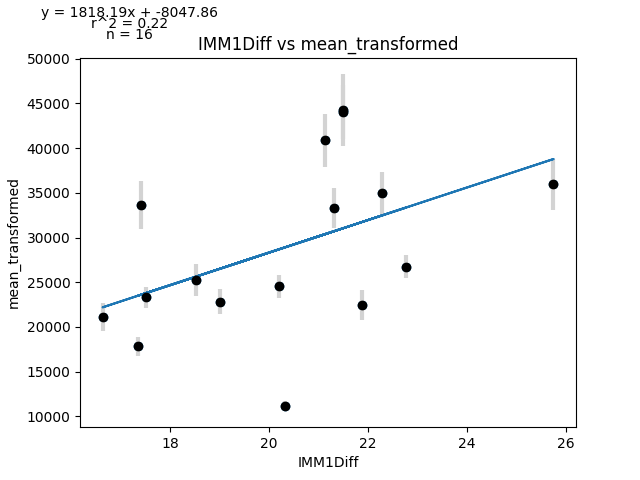 y = 1818.19x + -8047.86
r^2 = 0.22
n = 16
IMM1Diff vs mean_transformed
50000
45000
40000
35000
30000
25000
20000
15000
10000
mean_transformed
18 20 22 24 26
IMM1Diff